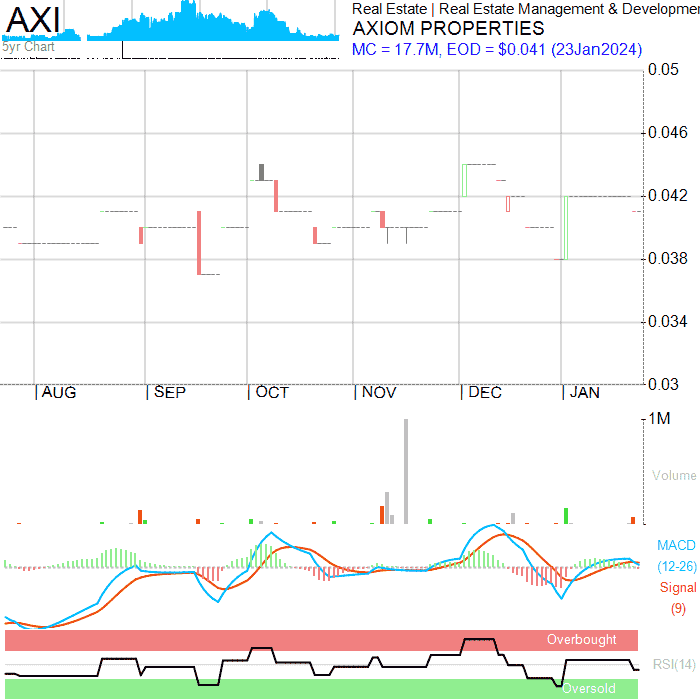 AXI
Real Estate | Real Estate Management & Developmen
AXIOM PROPERTIES
5yr Chart
MC = 17.7M, EOD = $0.041 (23Jan2024)
0.05
0.046
0.042
0.038
0.034
0.03
|AUG |SEP |OCT |NOV |DEC |JAN
1M
Volume
MACD
(12-26)
Signal
(9)
Overbought
RSI(14)
Oversold